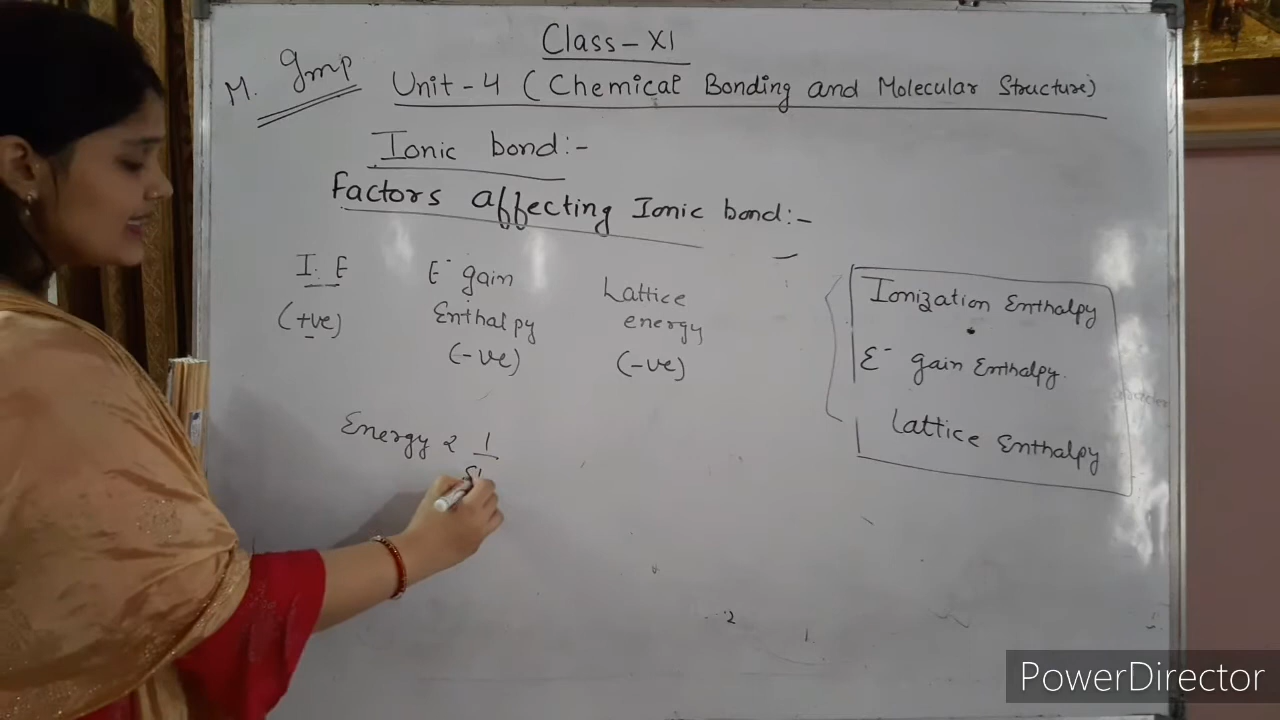 Class - XI
M. Gmp
Unit - 4 ( Chemical Bonding and Molecular Structure)
Ionic bond:-
Factors affecting Ionic bond:-
I. E
(+ve)
E⁻ gain
Enthalpy
(-ve)
Lattice
energy
(-ve)
Ionization Enthalpy
E⁻ gain Enthalpy.
Lattice Enthalpy
Energy ∝ 1
2
PowerDirector